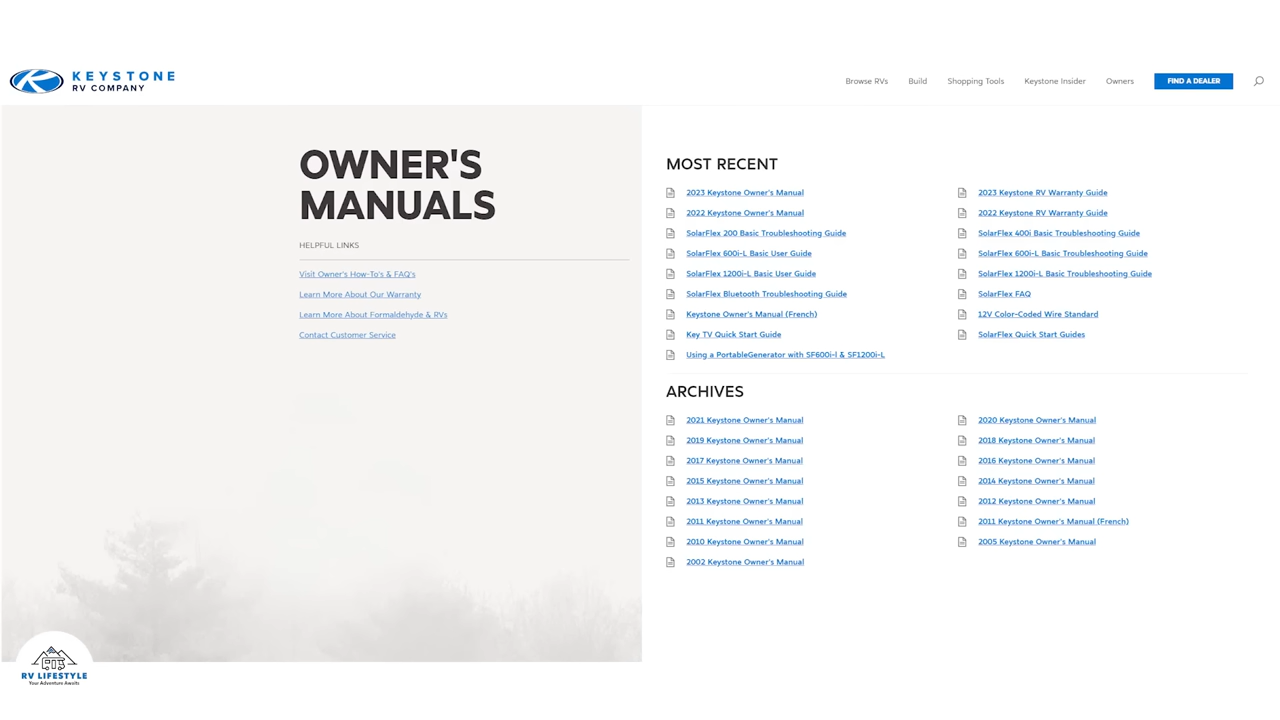 KEYSTONE
RV COMPANY
Browse RVs
Build
Shopping Tools
Keystone Insider
Owners
FIND A DEALER
OWNER'S
MANUALS
HELPFUL LINKS
Visit Owner's How-To's & FAQ's
Learn More About Our Warranty
Learn More About Formaldehyde & RVs
Contact Customer Service
MOST RECENT
2023 Keystone Owner's Manual
2023 Keystone RV Warranty Guide
2022 Keystone Owner's Manual
2022 Keystone RV Warranty Guide
SolarFlex 200 Basic Troubleshooting Guide
SolarFlex 400i Basic Troubleshooting Guide
SolarFlex 600i-L Basic User Guide
SolarFlex 600i-L Basic Troubleshooting Guide
SolarFlex 1200i-L Basic User Guide
SolarFlex 1200i-L Basic Troubleshooting Guide
SolarFlex Bluetooth Troubleshooting Guide
SolarFlex FAQ
Keystone Owner's Manual (French)
12V Color-Coded Wire Standard
Key TV Quick Start Guide
SolarFlex Quick Start Guides
Using a PortableGenerator with SF600i-l & SF1200i-L
ARCHIVES
2021 Keystone Owner's Manual
2020 Keystone Owner's Manual
2019 Keystone Owner's Manual
2018 Keystone Owner's Manual
2017 Keystone Owner's Manual
2016 Keystone Owner's Manual
2015 Keystone Owner's Manual
2014 Keystone Owner's Manual
2013 Keystone Owner's Manual
2012 Keystone Owner's Manual
2011 Keystone Owner's Manual
2011 Keystone Owner's Manual (French)
2010 Keystone Owner's Manual
2005 Keystone Owner's Manual
2002 Keystone Owner's Manual
RV LIFESTYLE
Your Adventure Awaits